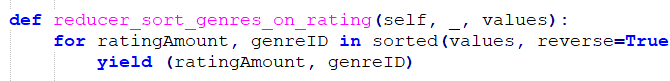 def reducer_sort_genres_on_rating(self, _, values):
for ratingAmount, genreID in sorted(values, reverse=True
yield (ratingAmount, genreID)